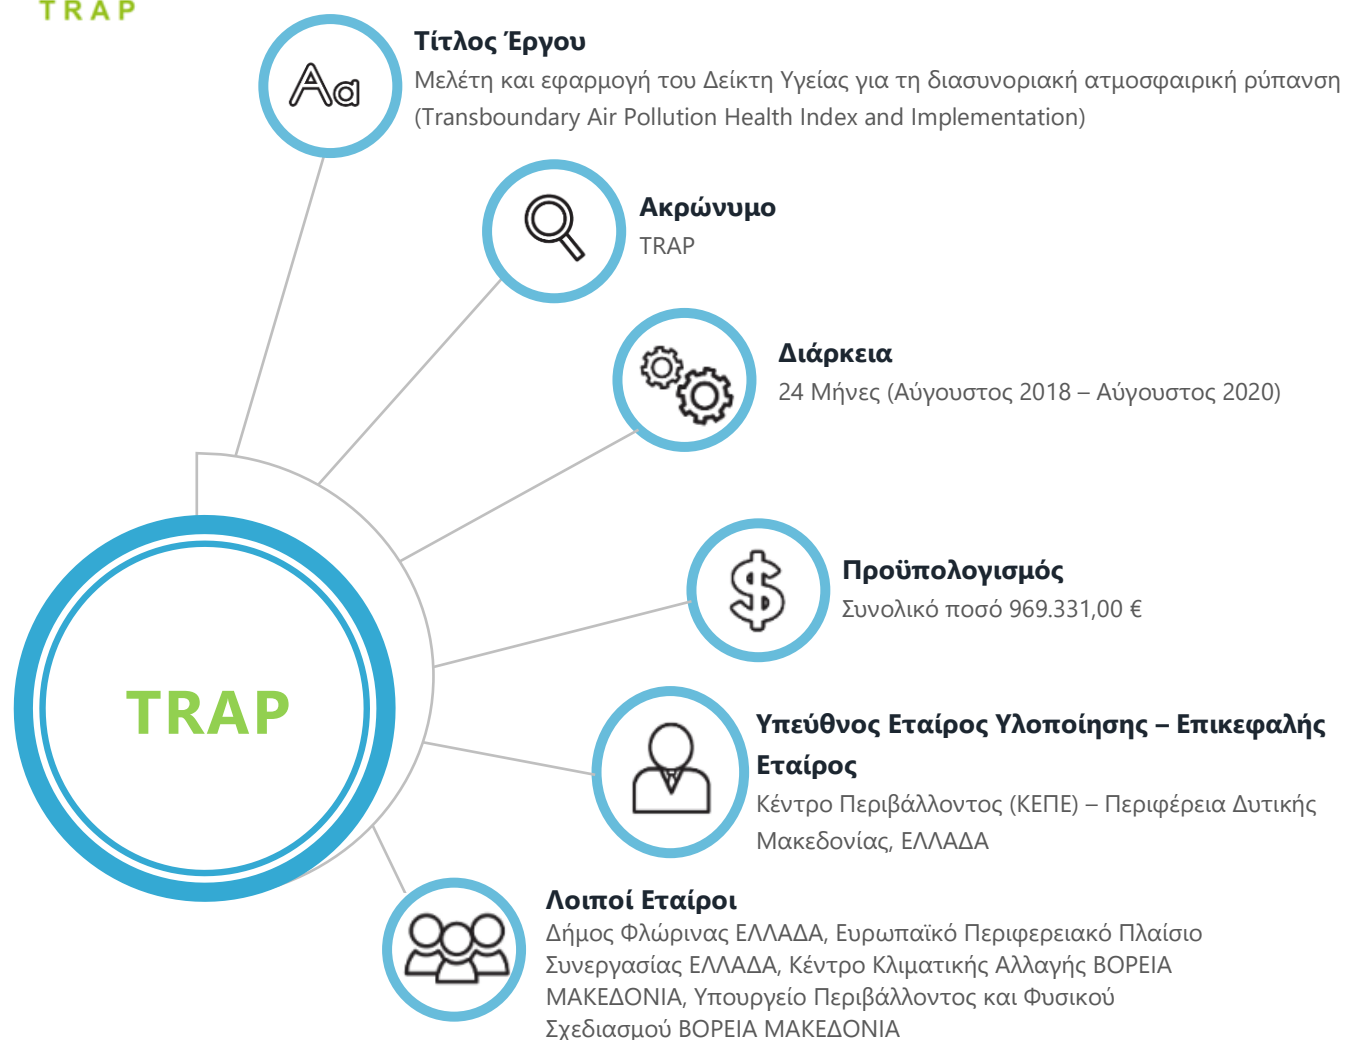 TRAP
Τίτλος Έργου
Μελέτη και εφαρμογή του Δείκτη Υγείας για τη διασυνοριακή ατμοσφαιρική ρύπανση
(Transboundary Air Pollution Health Index and Implementation)
Aa
Ακρώνυμο
TRAP
Διάρκεια
24 Μήνες (Αύγουστος 2018 – Αύγουστος 2020)
Προϋπολογισμός
Συνολικό ποσό 969.331,00 €
$
TRAP
Υπεύθνος Εταίρος Υλοποίησης – Επικεφαλής
Εταίρος
Κέντρο Περιβάλλοντος (ΚΕΠΕ) – Περιφέρεια Δυτικής
Μακεδονίας, ΕΛΛΑΔΑ
Λοιποί Εταίροι
Δήμος Φλώρινας ΕΛΛΑΔΑ, Ευρωπαϊκό Περιφερειακό Πλαίσιο
Συνεργασίας ΕΛΛΑΔΑ, Κέντρο Κλιματικής Αλλαγής ΒΟΡΕΙΑ
ΜΑΚΕΔΟΝΙΑ, Υπουργείο Περιβάλλοντος και Φυσικού
Σχεδιασμού ΒΟΡΕΙΑ ΜΑΚΕΔΟΝΙΑ